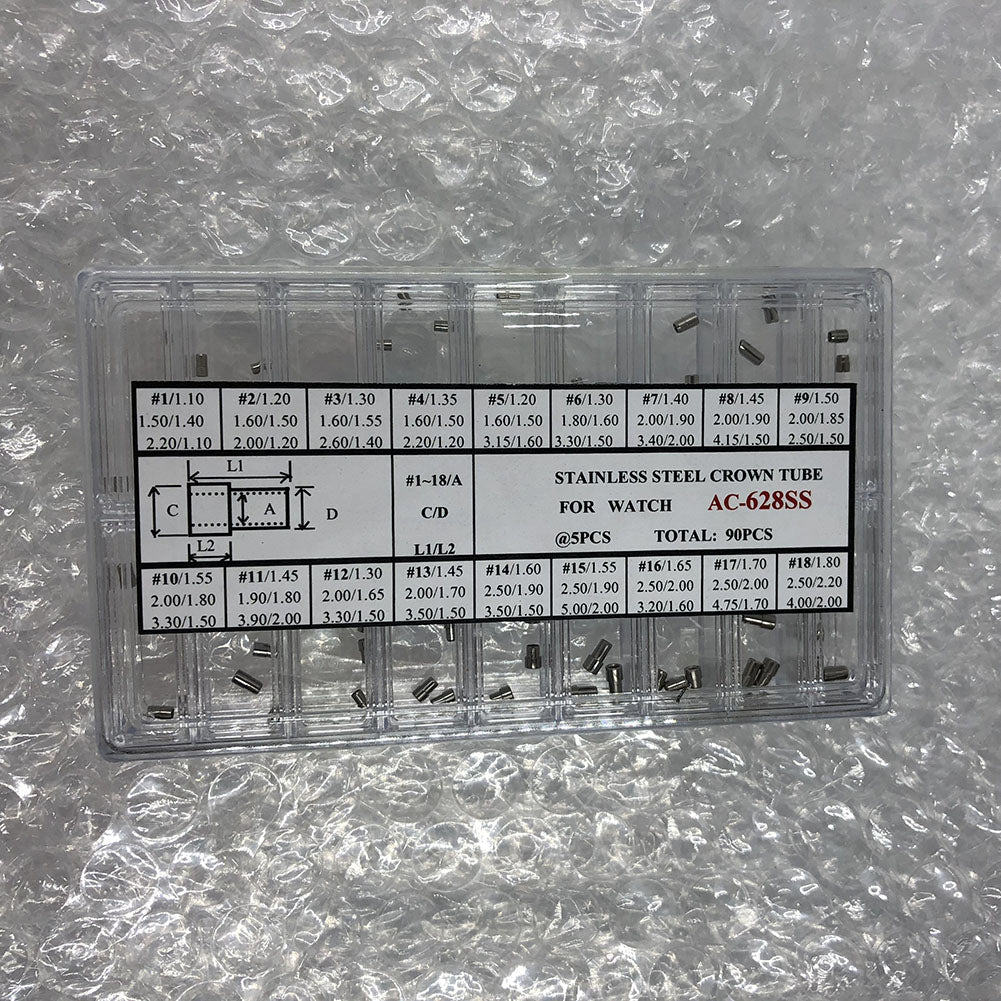 #1/1.10 #2/1.20 #3/1.30 #4/1.35 #5/1.20 #6/1.30 #7/1.40 #8/1.45 #9/1.50
1.50/1.40 1.60/1.50 1.60/1.55 1.60/1.50 1.60/1.50 1.80/1.60 2.00/1.90 2.00/1.90 2.00/1.85
2.20/1.10 2.00/1.20 2.60/1.40 2.20/1.20 3.15/1.60 3.30/1.50 3.40/2.00 4.15/1.50 2.50/1.50
L1
C A D
L2
#1~18/A
C/D
L1/L2
STAINLESS STEEL CROWN TUBE
FOR WATCH AC-628SS
@5PCS TOTAL: 90PCS
#10/1.55 #11/1.45 #12/1.30 #13/1.45 #14/1.60 #15/1.55 #16/1.65 #17/1.70 #18/1.80
2.00/1.80 1.90/1.80 2.00/1.65 2.00/1.70 2.50/1.90 2.50/1.90 2.50/2.00 2.50/2.00 2.50/2.20
3.30/1.50 3.90/2.00 3.30/1.50 3.50/1.50 3.50/1.50 5.00/2.00 3.20/1.60 4.75/1.70 4.00/2.00